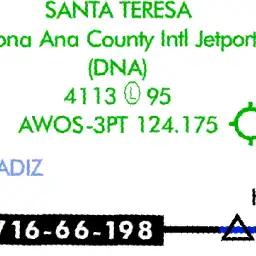 SANTA TERESA
ona Ana County Intl Jetport
(DNA)
4113 Ⓛ 95
AWOS-3PT 124.175
ADIZ
716-66-198